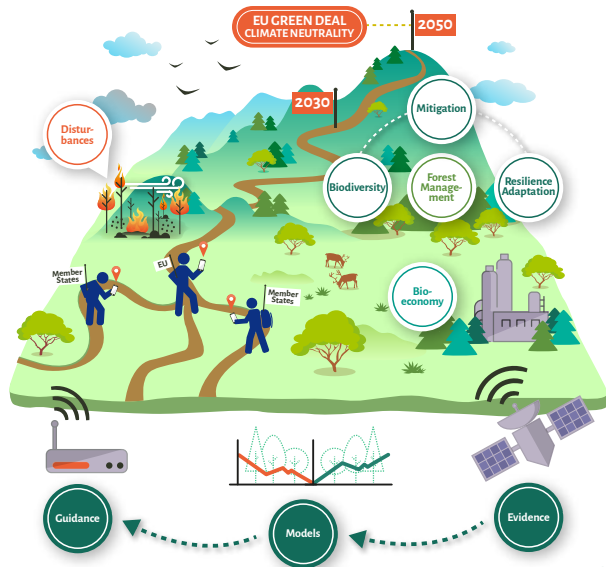 EU GREEN DEAL
CLIMATE NEUTRALITY
2050
2030
Mitigation
Distur-
bances
Biodiversity
Forest
Manage-
ment
Resilience
Adaptation
Member
States
EU
Member
States
Bio-
economy
Guidance
Models
Evidence